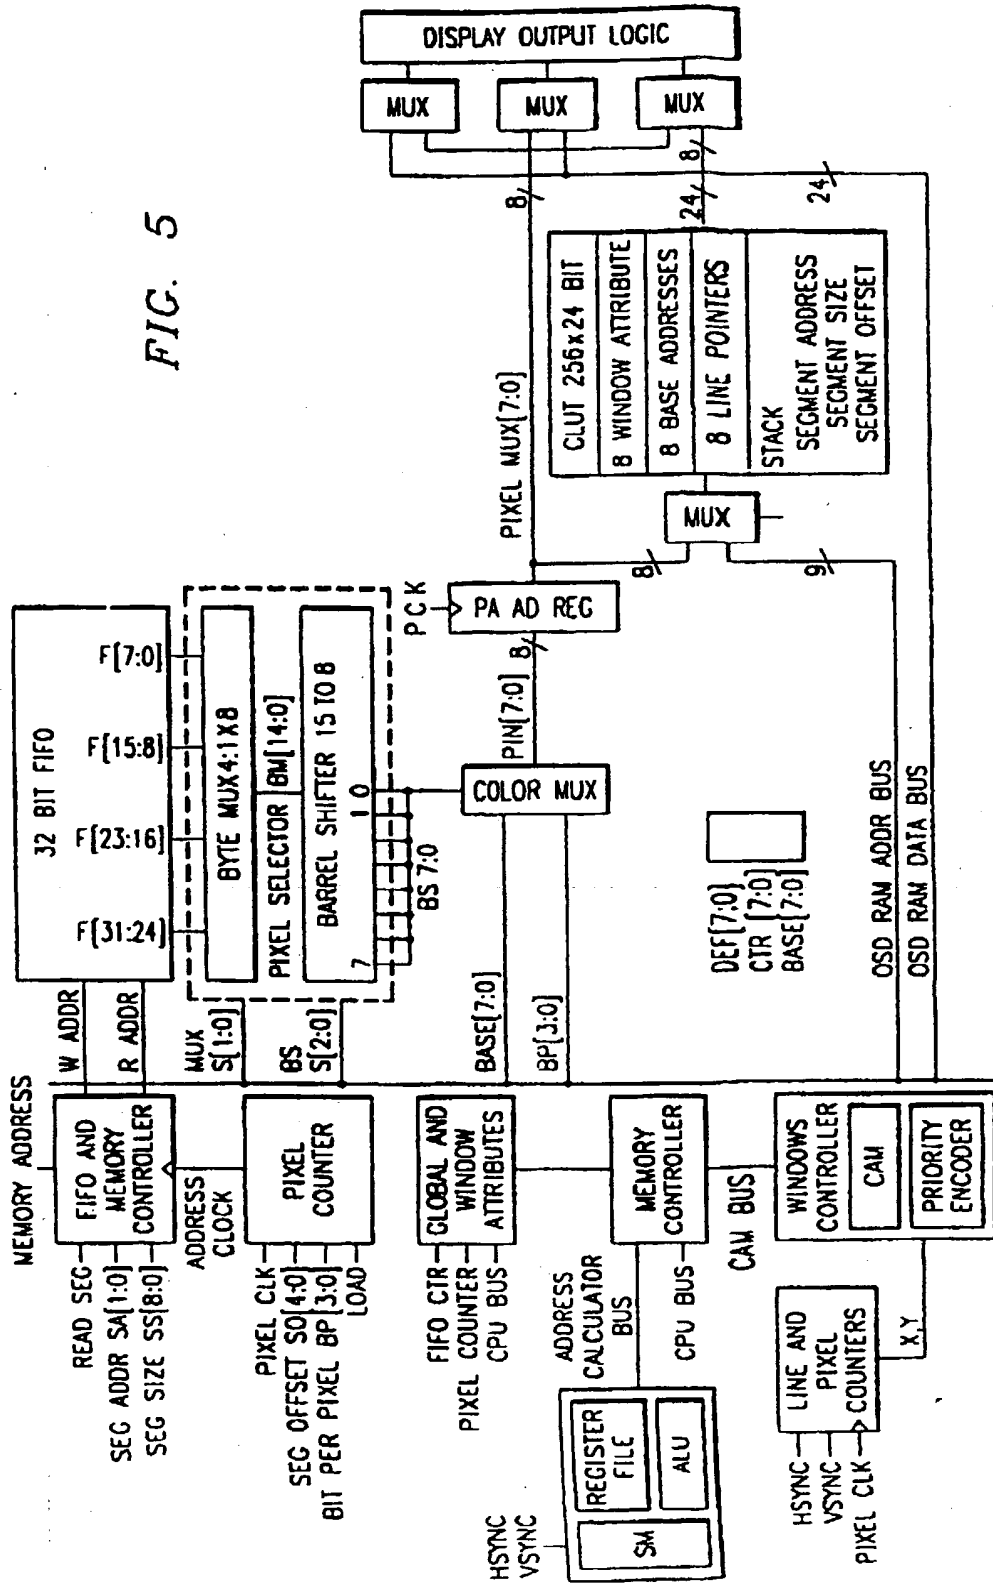 FIG. 5
DISPLAY OUTPUT LOGIC
MUX
MUX
MUX
8
8
24
24
PIXEL MUX[7:0]
CLUT 256x24 BIT
8 WINDOW ATTRIBUTE
8 BASE ADDRESSES
8 LINE POINTERS
STACK
SEGMENT ADDRESS
SEGMENT SIZE
SEGMENT OFFSET
MUX
8
9
PCK
PA AD REG
8
PIN[7:0]
COLOR MUX
32 BIT FIFO
F[31:24]
F[23:16]
F[15:8]
F[7:0]
BYTE MUX4:1X8
PIXEL SELECTOR
BM[14:0]
BARREL SHIFTER 15 TO 8
7
1 0
BS 7:0
DEF[7:0]
CTR [7:0]
BASE[7:0]
OSD RAM ADDR BUS
OSD RAM DATA BUS
W ADDR
R ADDR
MUX
S[1:0]
BS
S[2:0]
BASE[7:0]
BP[3:0]
MEMORY ADDRESS
FIFO AND
MEMORY
CONTROLLER
READ SEG
SEG ADDR SA[1:0]
SEG SIZE SS[8:0]
ADDRESS
CLOCK
PIXEL
COUNTER
PIXEL CLK
SEG OFFSET SO[4:0]
BIT PER PIXEL BP[3:0]
LOAD
GLOBAL AND
WINDOW
ATTRIBUTES
FIFO CTR
PIXEL COUNTER
CPU BUS
MEMORY
CONTROLLER
ADDRESS
CALCULATOR
BUS
CPU BUS
CAM BUS
WINDOWS
CONTROLLER
CAM
PRIORITY
ENCODER
HSYNC
VSYNC
REGISTER
FILE
ALU
SM
LINE AND
PIXEL
COUNTERS
X,Y
HSYNC
VSYNC
PIXEL CLK